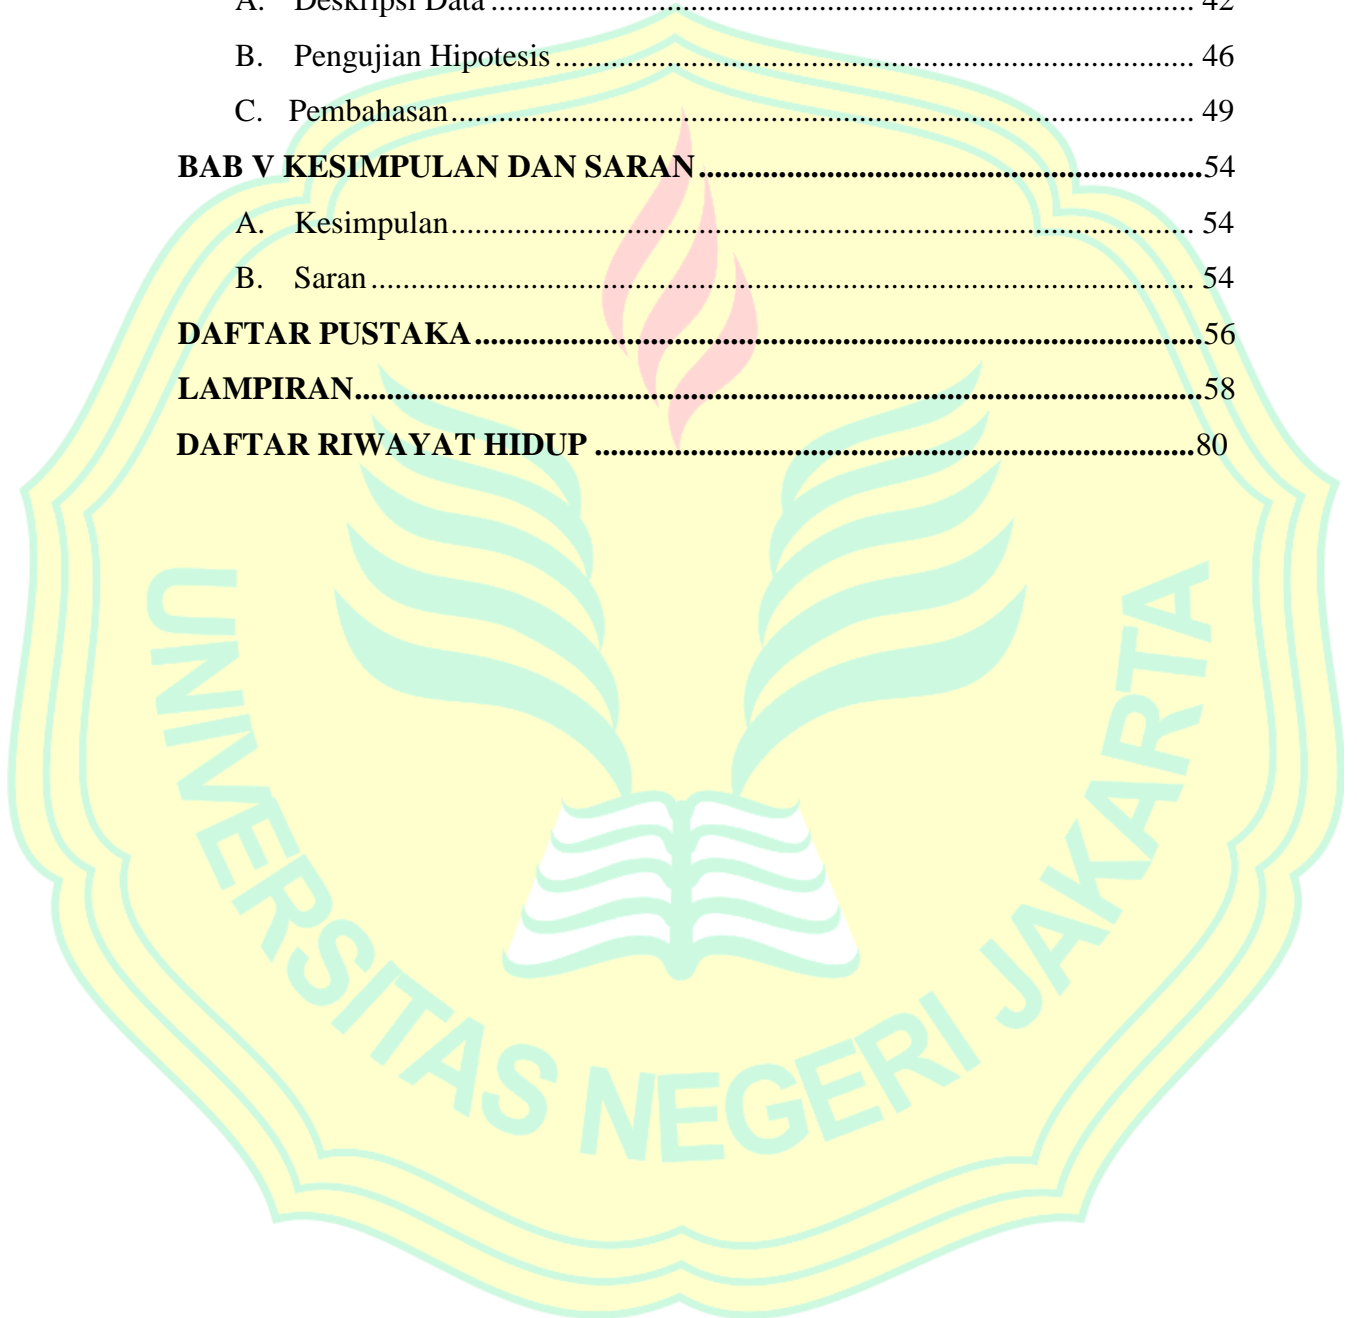 A. Deskripsi Data ........................................................................................ 42
B. Pengujian Hipotesis ................................................................................ 46
C. Pembahasan ............................................................................................. 49
BAB V KESIMPULAN DAN SARAN ................................................................54
A. Kesimpulan ............................................................................................. 54
B. Saran ....................................................................................................... 54
DAFTAR PUSTAKA ...........................................................................................56
LAMPIRAN ..........................................................................................................58
DAFTAR RIWAYAT HIDUP ...........................................................................80
UNIVERSITAS NEGERI JAKARTA